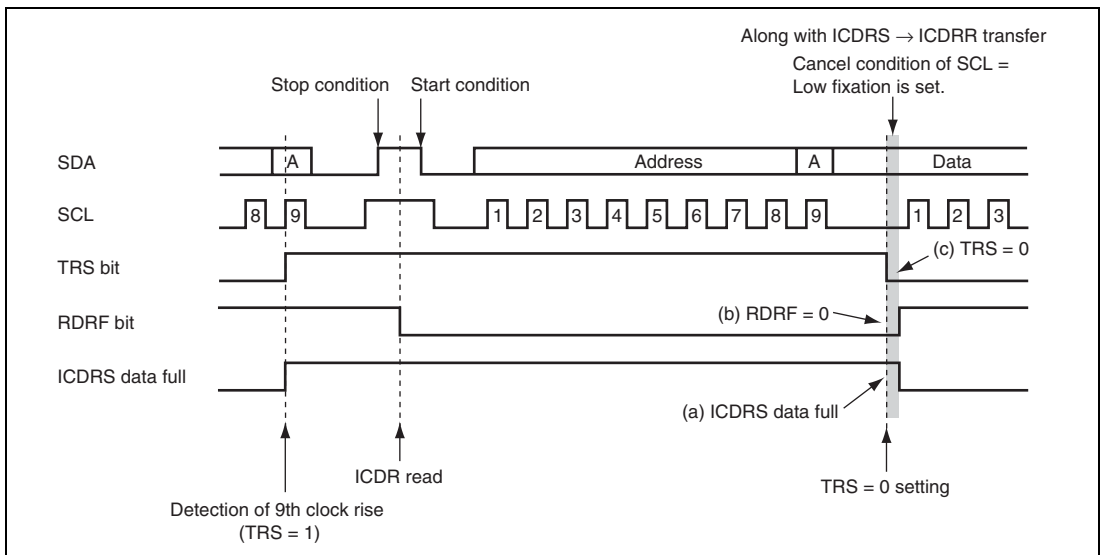 Along with ICDRS → ICDRR transfer
Cancel condition of SCL =
Low fixation is set.
Stop condition
Start condition
SDA
A
Address
A
Data
SCL
8 9 1 2 3 4 5 6 7 8 9 1 2 3
TRS bit
(c) TRS = 0
RDRF bit
(b) RDRF = 0
ICDRS data full
(a) ICDRS data full
ICDR read
TRS = 0 setting
Detection of 9th clock rise
(TRS = 1)